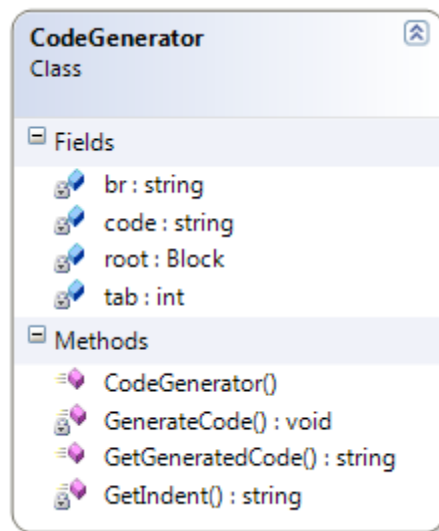 CodeGenerator
Class
Fields
br : string
code : string
root : Block
tab : int
Methods
CodeGenerator()
GenerateCode() : void
GetGeneratedCode() : string
GetIndent() : string